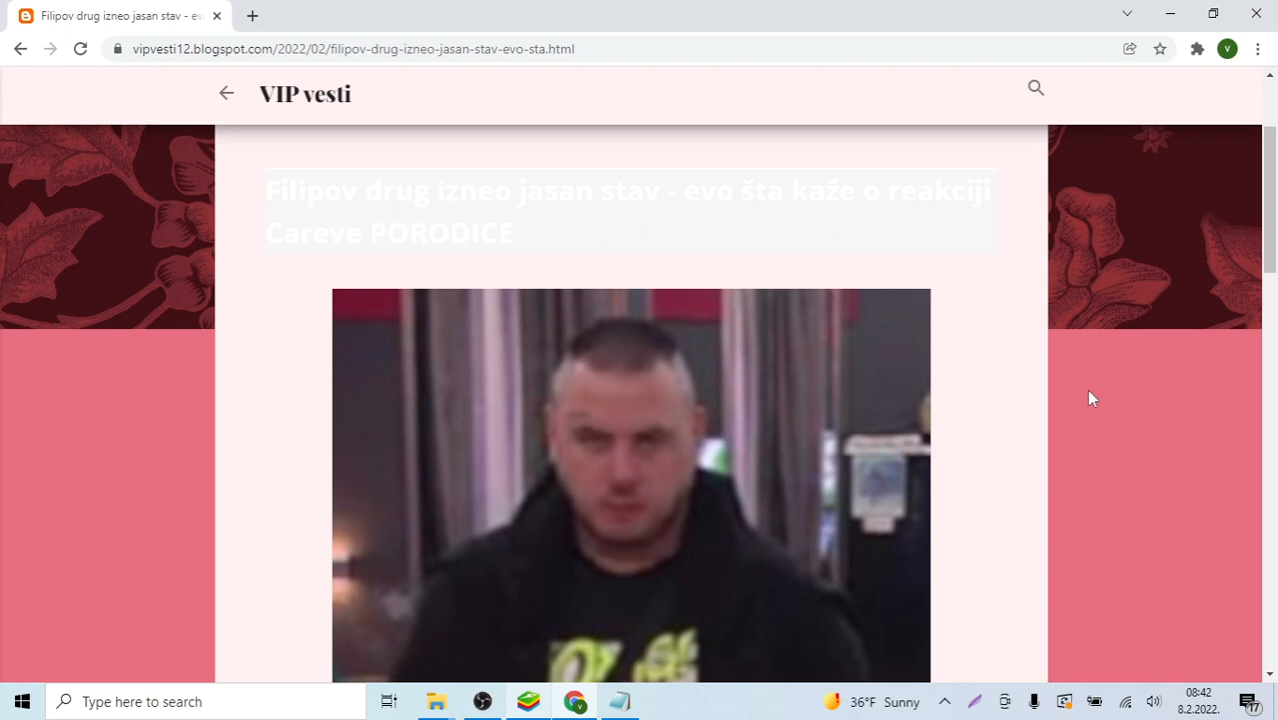 Filipov drug izneo jasan stav - evo
vipvesti12.blogspot.com/2022/02/filipov-drug-izneo-jasan-stav-evo-sta.html
V
VIP vesti
Filipov drug izneo jasan stav - evo šta kaže o reakciji
Careve PORODICE
Type here to search
36°F Sunny
08:42
8.2.2022.
17